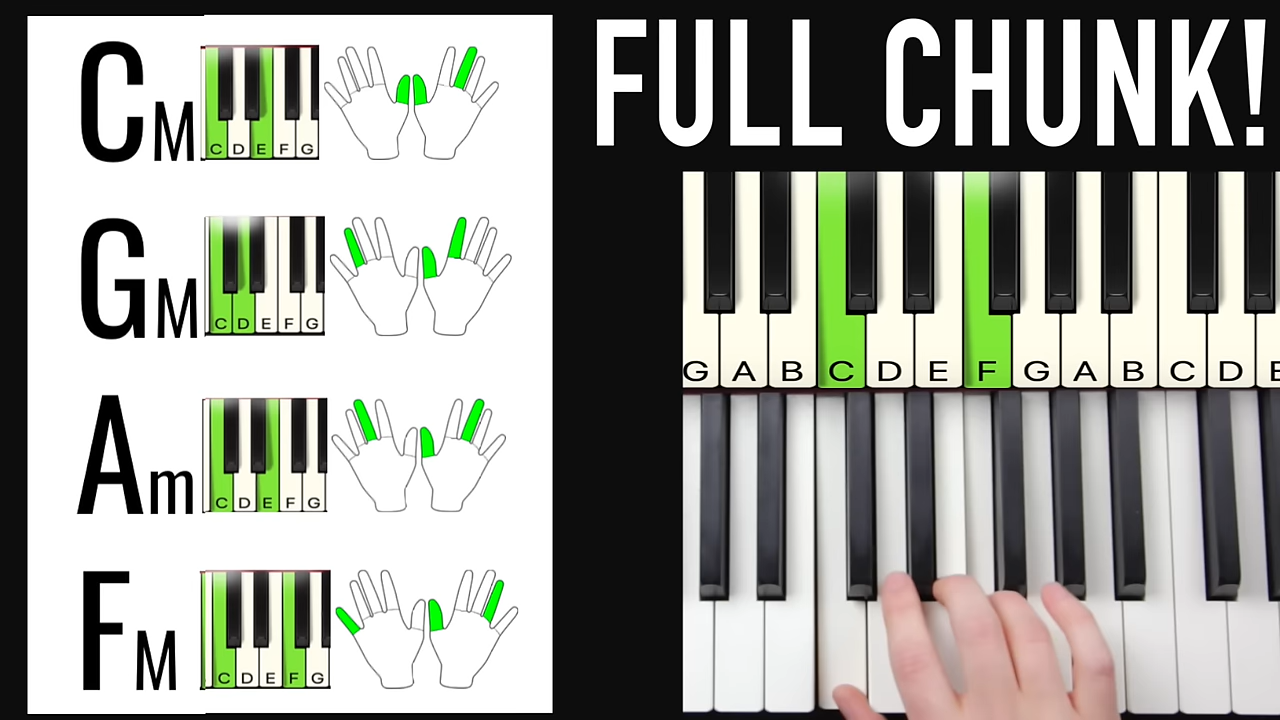 FULL CHUNK!
CM
C D E F G
GM
C D E F G
Am
C D E F G
FM
C D E F G
G A B C D E F G A B C D E